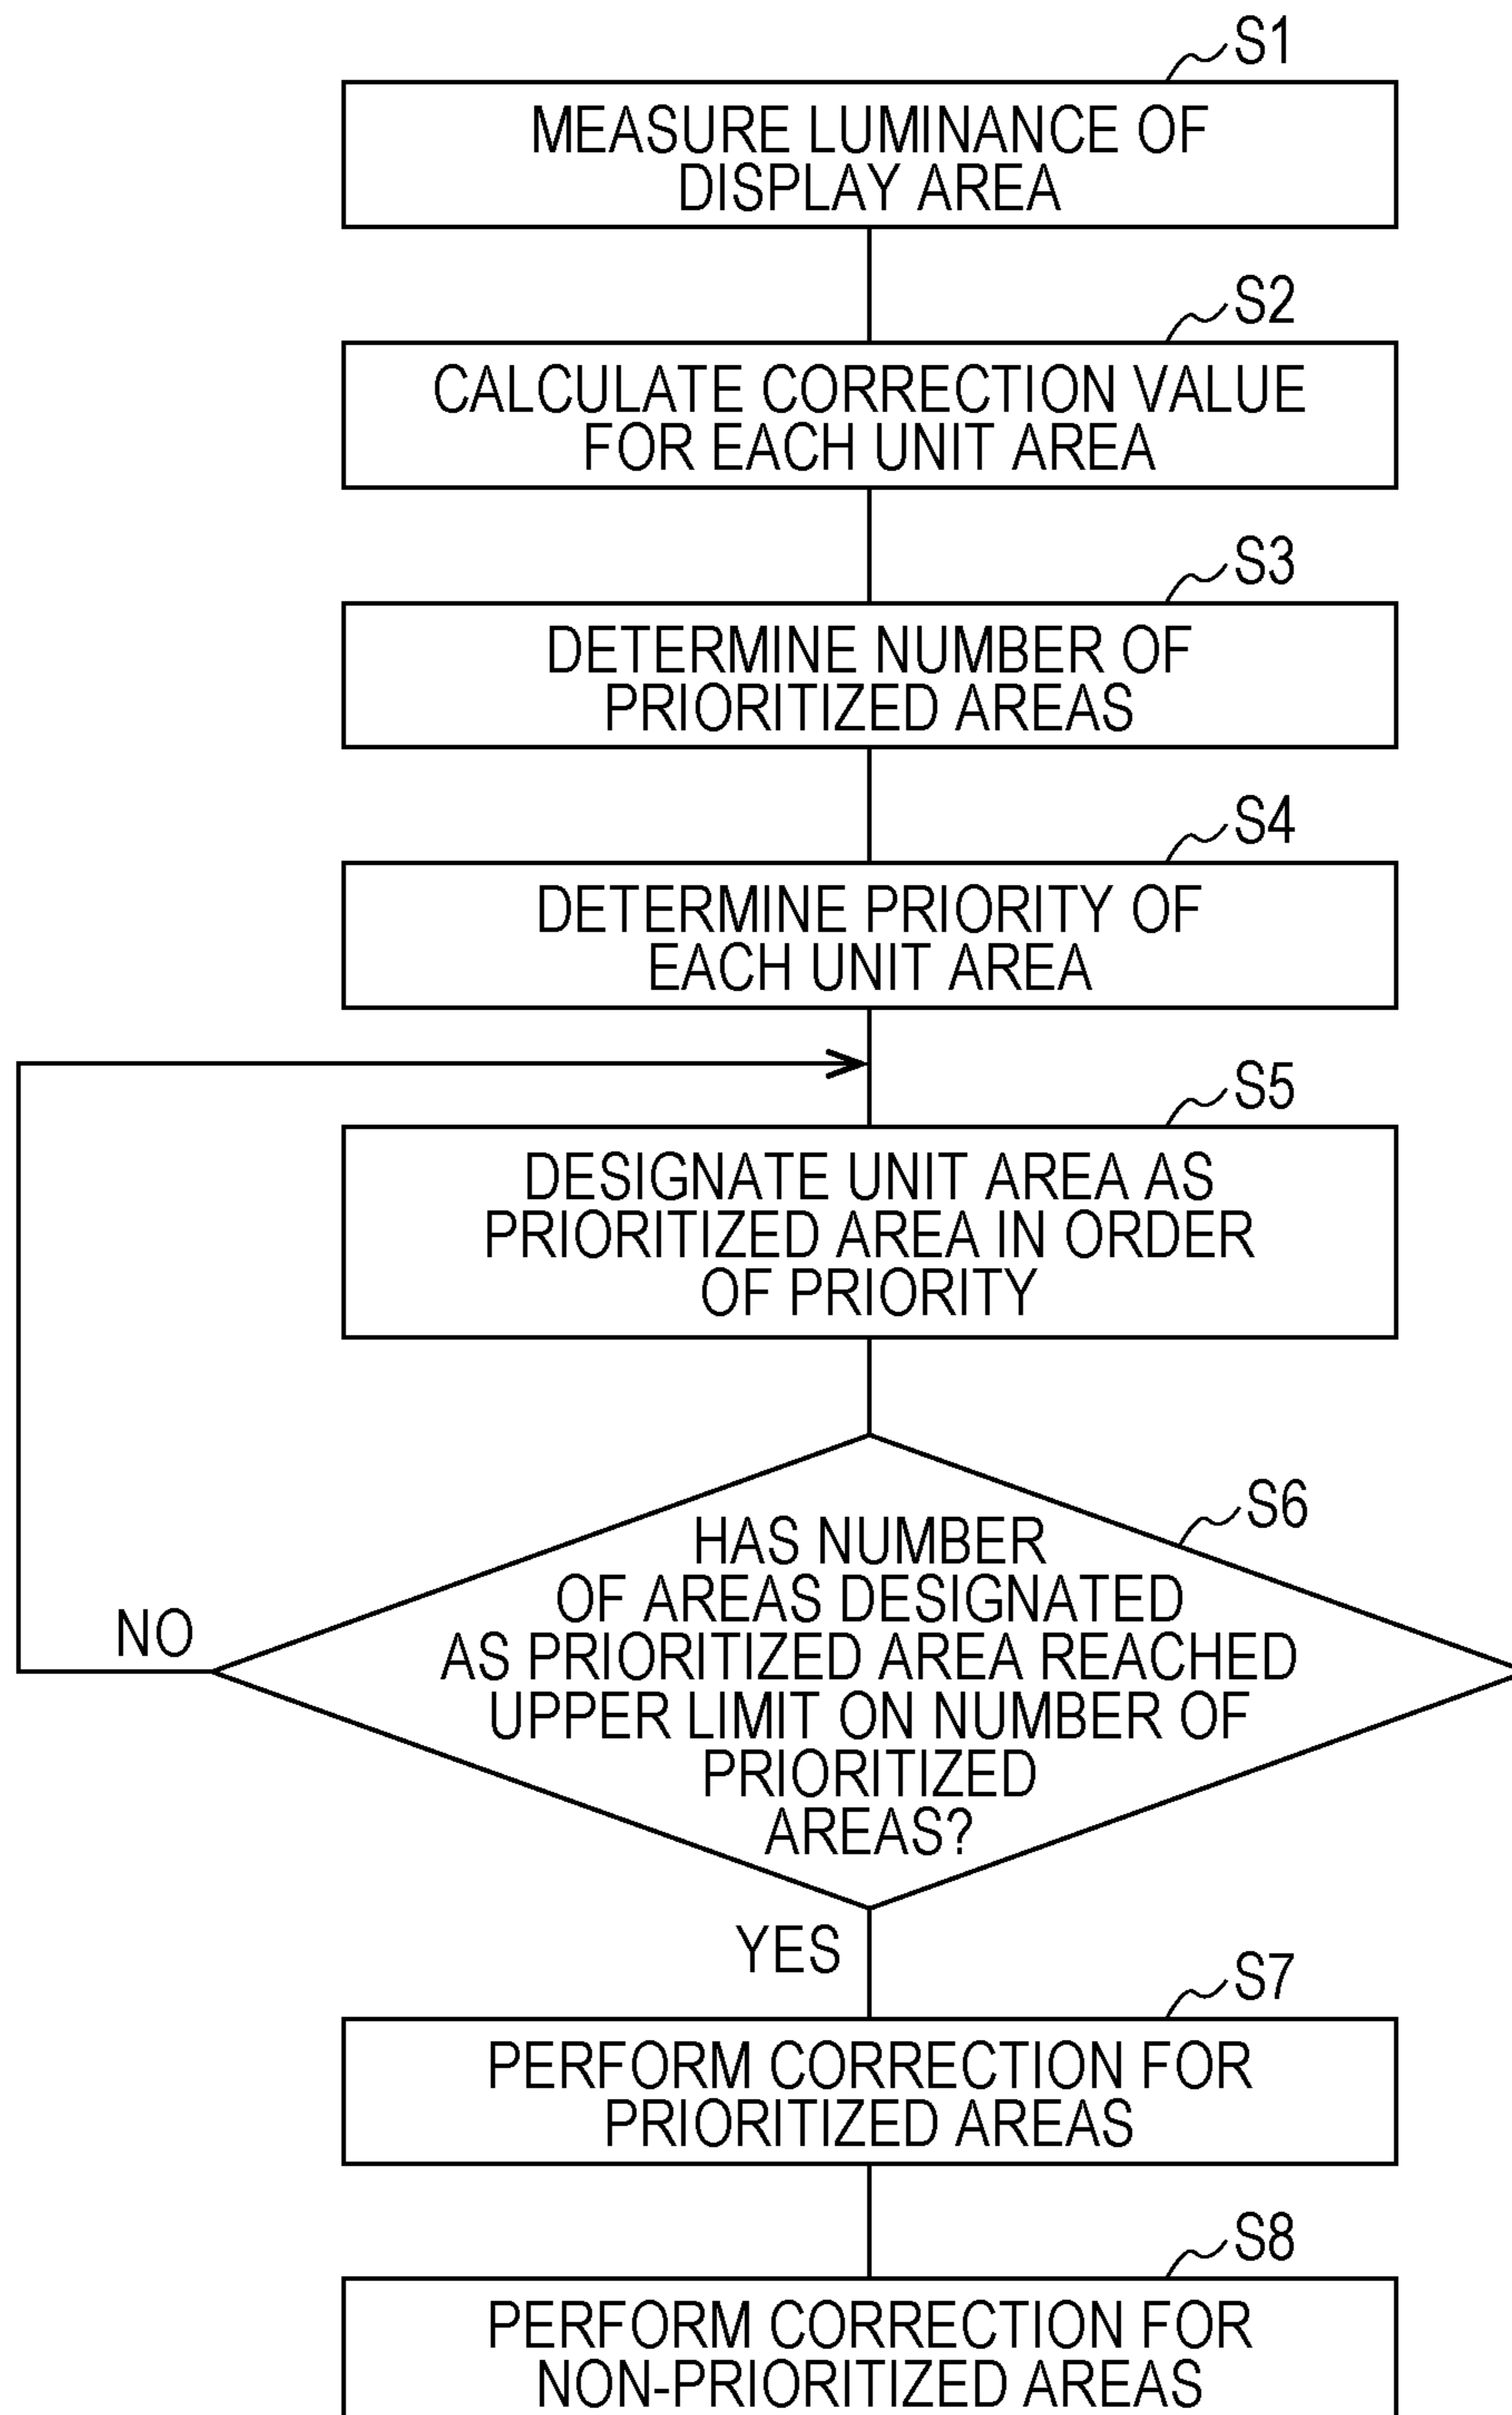 S1
MEASURE LUMINANCE OF
DISPLAY AREA
S2
CALCULATE CORRECTION VALUE
FOR EACH UNIT AREA
S3
DETERMINE NUMBER OF
PRIORITIZED AREAS
S4
DETERMINE PRIORITY OF
EACH UNIT AREA
S5
DESIGNATE UNIT AREA AS
PRIORITIZED AREA IN ORDER
OF PRIORITY
S6
HAS NUMBER
OF AREAS DESIGNATED
AS PRIORITIZED AREA REACHED
UPPER LIMIT ON NUMBER OF
PRIORITIZED
AREAS?
NO
YES
S7
PERFORM CORRECTION FOR
PRIORITIZED AREAS
S8
PERFORM CORRECTION FOR
NON-PRIORITIZED AREAS